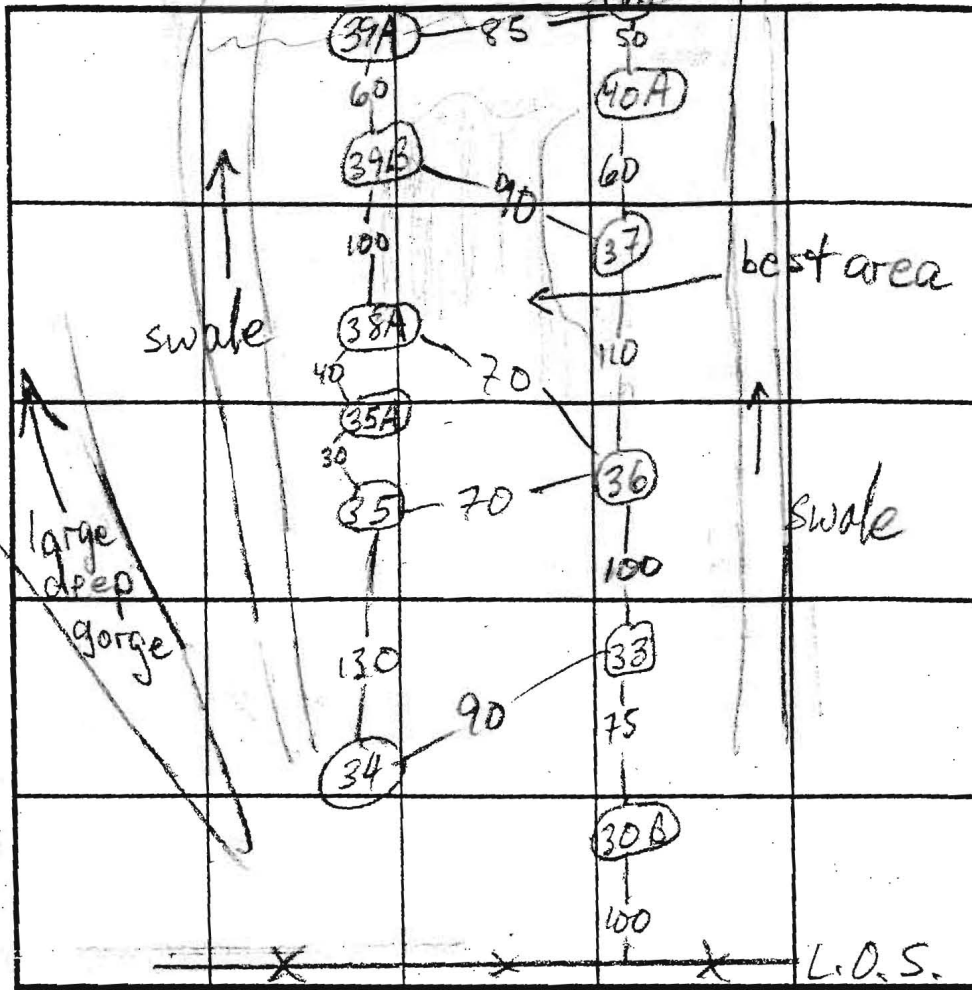 39A 85
50
60 40A
39B 60
90
100 37
best area
swale 38A 110
40 70
35A
30 36
35 70 swale
large
deep
gorge 100
130 33
90
34 75
30B
100
L.O.S.